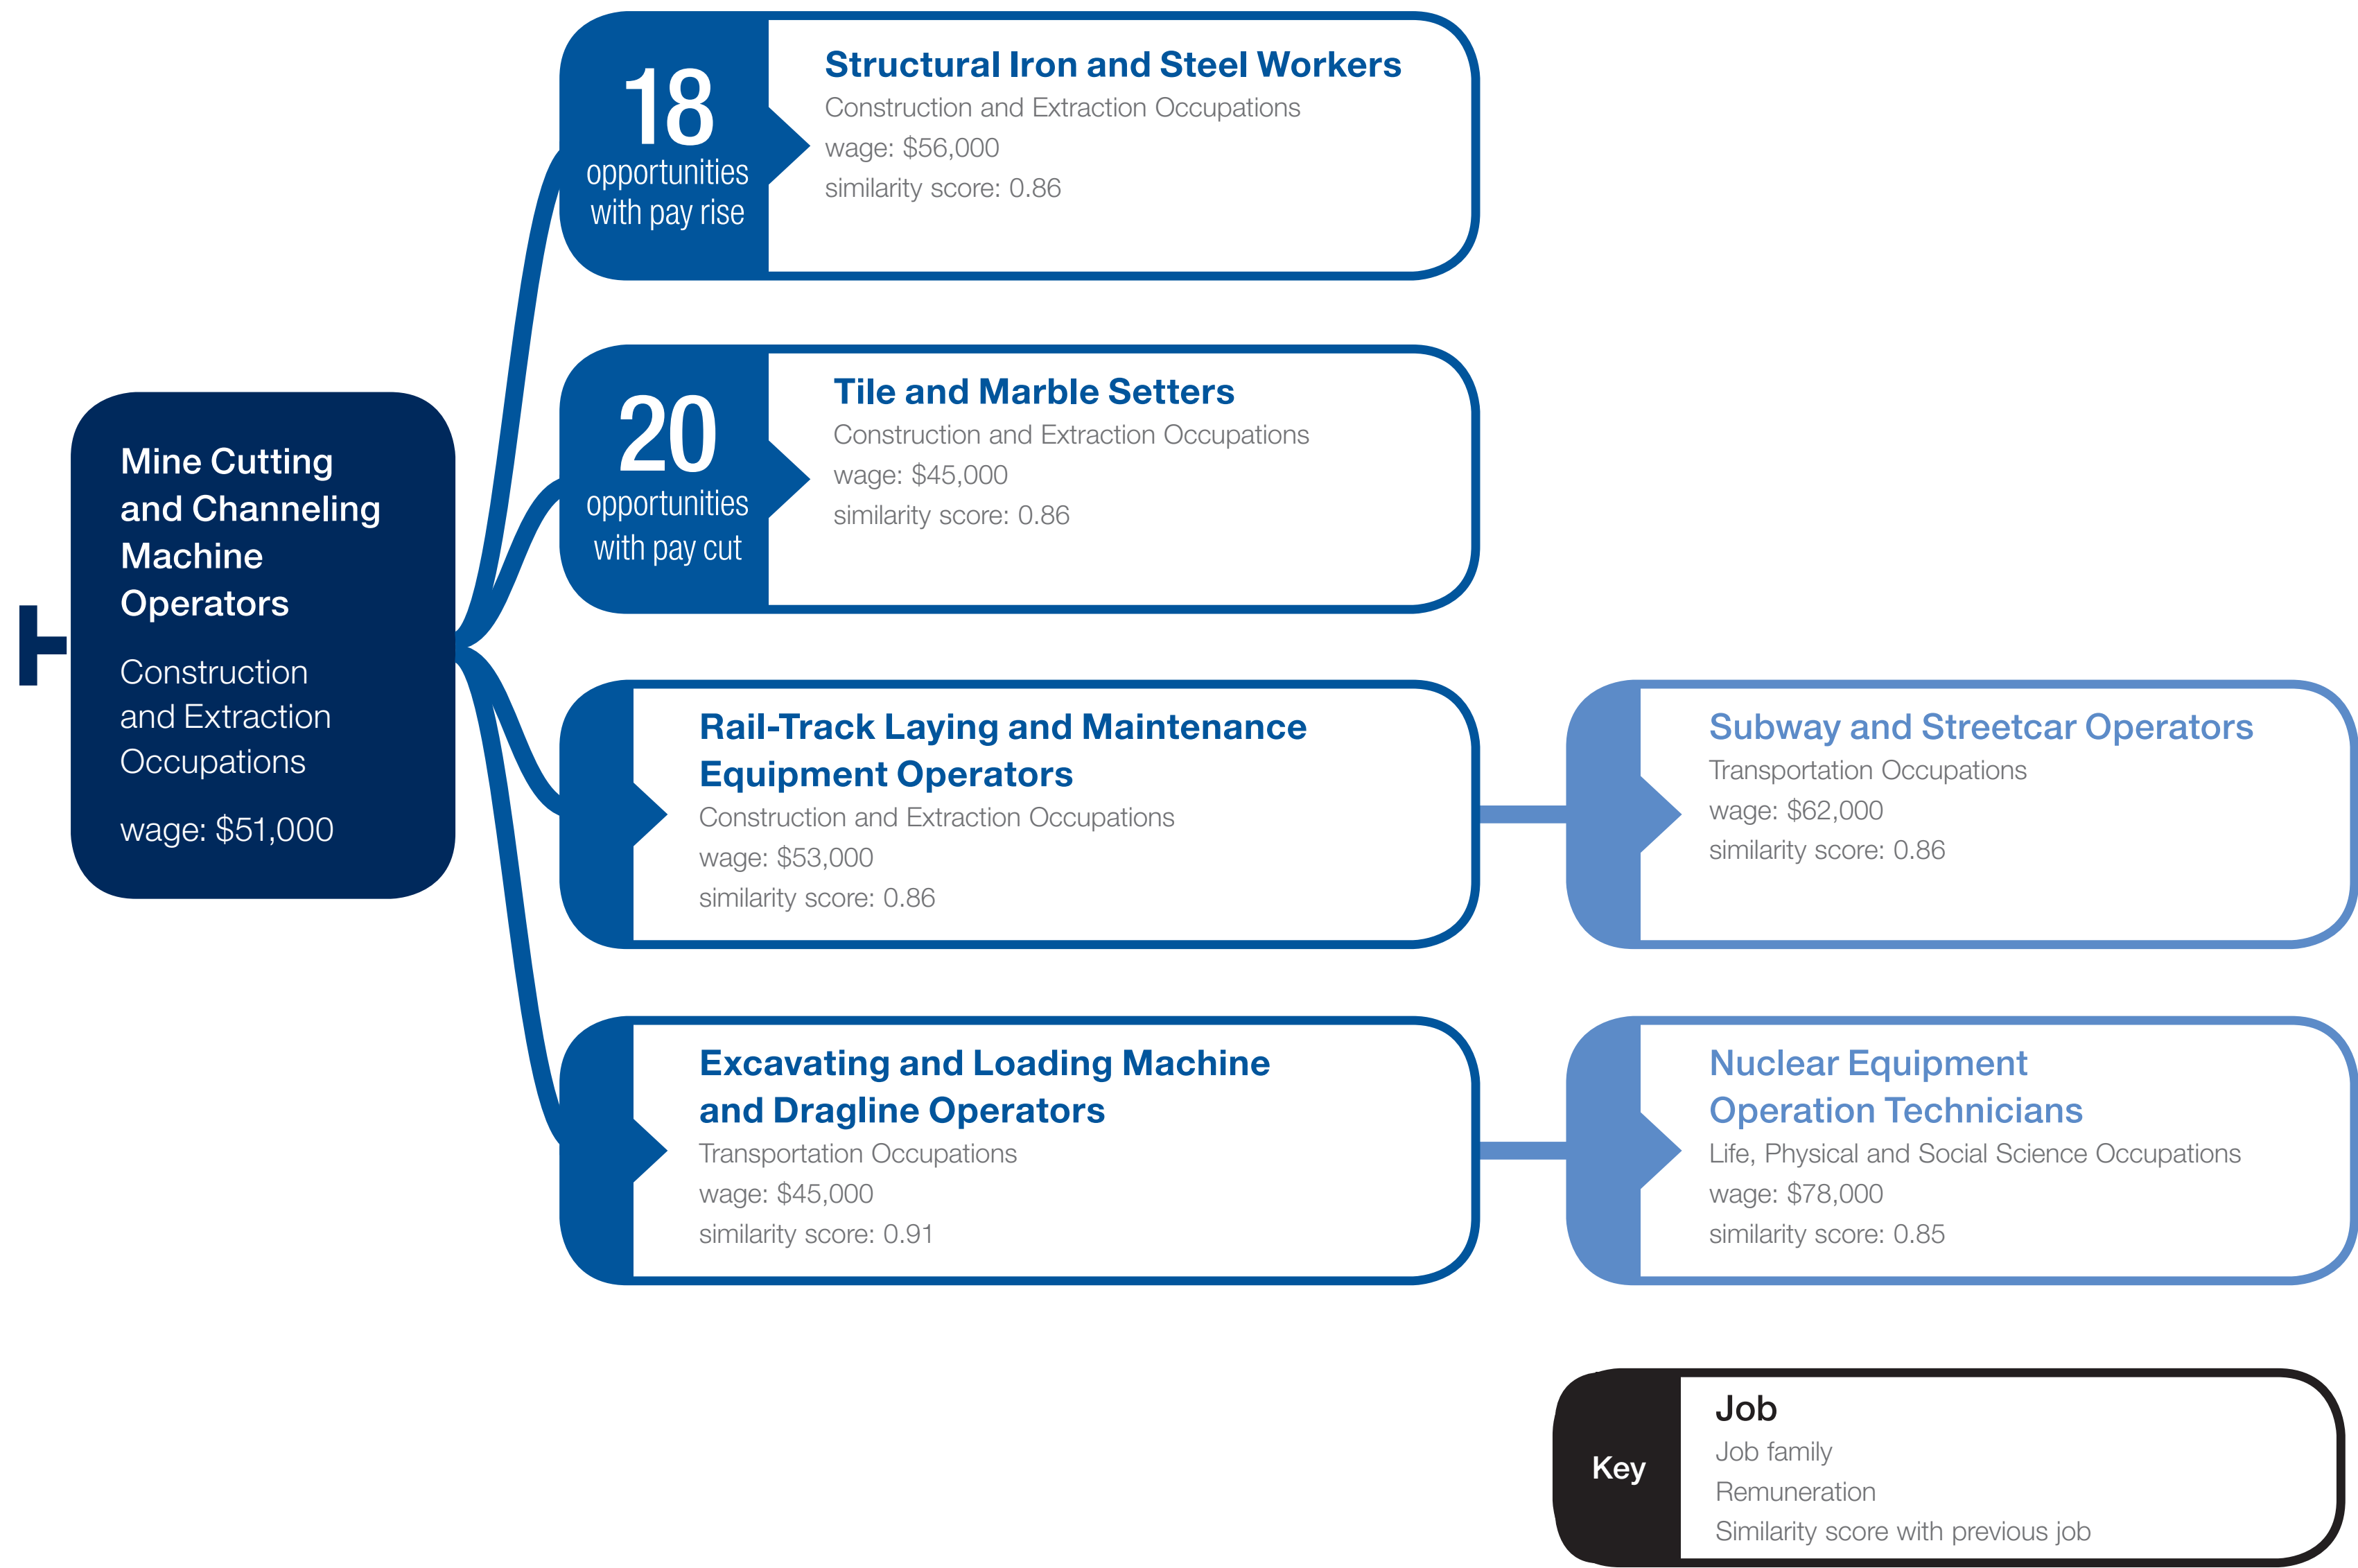 Mine Cutting
and Channeling
Machine
Operators
Construction
and Extraction
Occupations
wage: $51,000
18
opportunities
with pay rise
Structural Iron and Steel Workers
Construction and Extraction Occupations
wage: $56,000
similarity score: 0.86
20
opportunities
with pay cut
Tile and Marble Setters
Construction and Extraction Occupations
wage: $45,000
similarity score: 0.86
Rail-Track Laying and Maintenance
Equipment Operators
Construction and Extraction Occupations
wage: $53,000
similarity score: 0.86
Subway and Streetcar Operators
Transportation Occupations
wage: $62,000
similarity score: 0.86
Excavating and Loading Machine
and Dragline Operators
Transportation Occupations
wage: $45,000
similarity score: 0.91
Nuclear Equipment
Operation Technicians
Life, Physical and Social Science Occupations
wage: $78,000
similarity score: 0.85
Key
Job
Job family
Remuneration
Similarity score with previous job